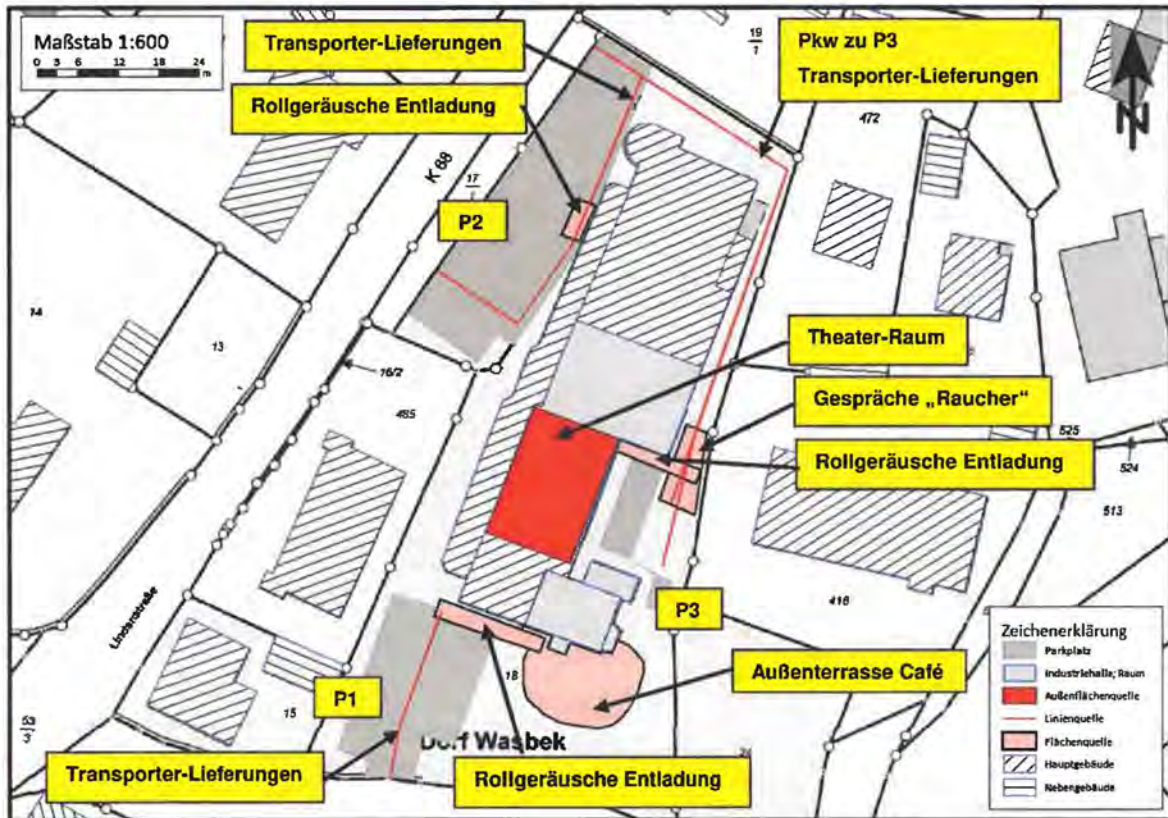 Maßstab 1:600
0 3 6 12 18 24
m
Transporter-Lieferungen
Rollgeräusche Entladung
19
1
Pkw zu P3
Transporter-Lieferungen
472
N
K 68
17
P2
14
13
16/2
485
Theater-Raum
Gespräche „Raucher“
Rollgeräusche Entladung
525
524
513
Lindenstraße
416
P3
18
Außenterrasse Café
P1
15
Dorf Wasbek
Transporter-Lieferungen
Rollgeräusche Entladung
Zeichenerklärung
Parkplatz
Industriehalle; Raum
Außenflächenquelle
Linienquelle
Flächenquelle
Hauptgebäude
Nebengebäude